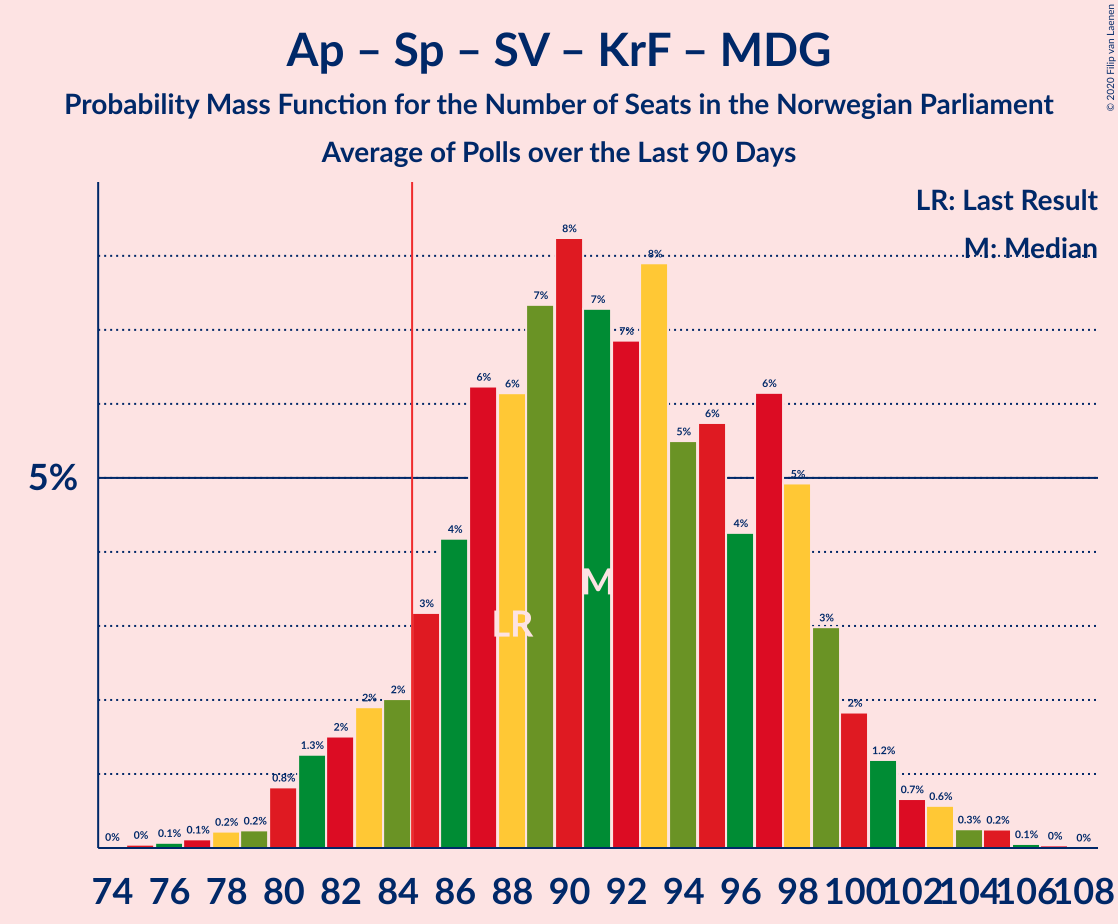 Ap – Sp – SV – KrF – MDG
Probability Mass Function for the Number of Seats in the Norwegian Parliament
Average of Polls over the Last 90 Days
© 2020 Filip van Laenen
LR: Last Result
M: Median
5%
0% 0% 0.1% 0.1% 0.2% 0.2% 0.8% 1.3% 2% 2% 2% 3% 4% 6% 6% 7% 8% 7% 7% 8% 5% 6% 4% 6% 5% 3% 2% 1.2% 0.7% 0.6% 0.3% 0.2% 0.1% 0% 0%
M
LR
74 76 78 80 82 84 86 88 90 92 94 96 98 100 102 104 106 108